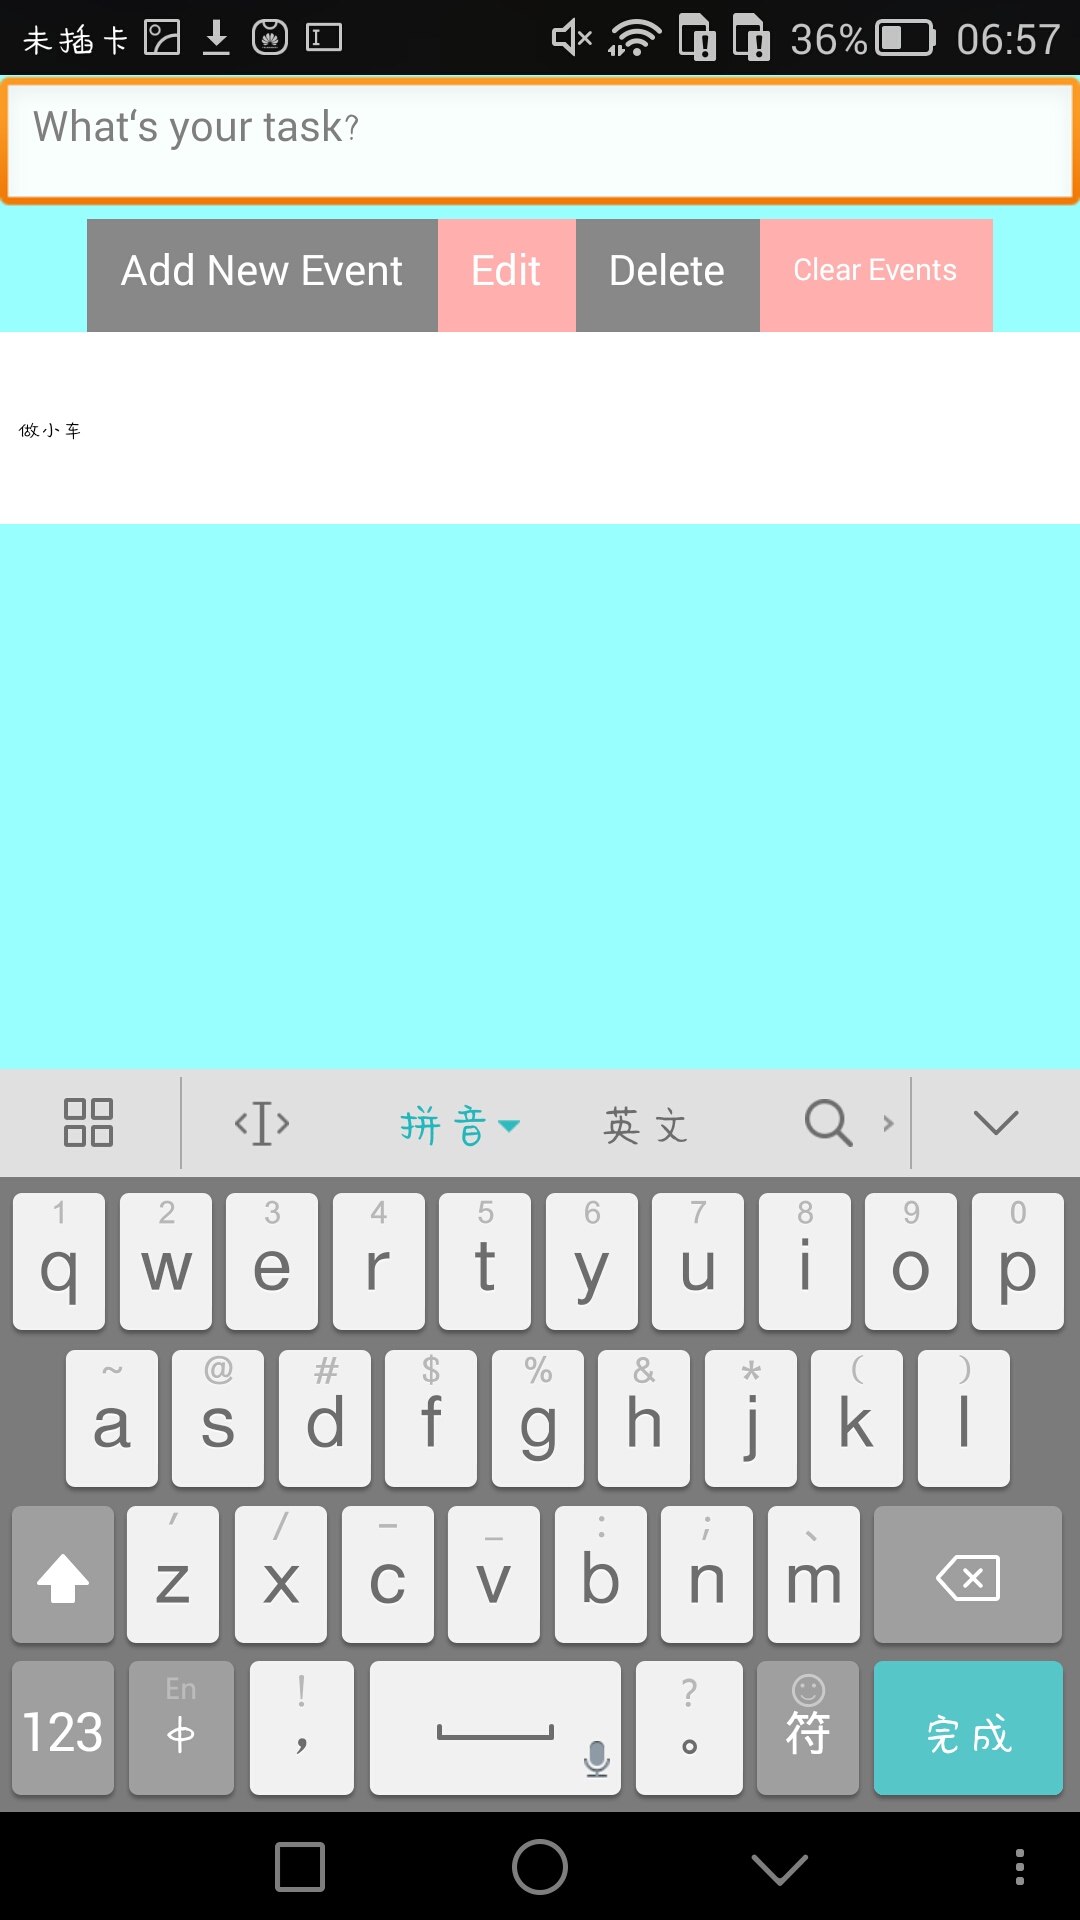 未插卡 36% 06:57
What‘s your task?
Add New Event Edit Delete Clear Events
做小车
拼音 英文
1 2 3 4 5 6 7 8 9 0
q w e r t y u i o p
~ @ # $ % & * ( )
a s d f g h j k l
′ / – _ : ; 、
z x c v b n m
En ! ?
123 中 , 。 符 完成